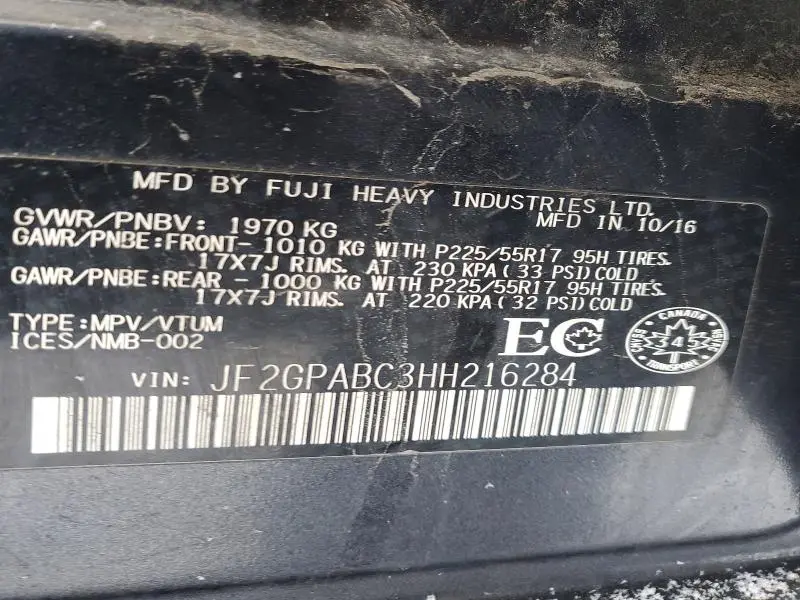 MFD BY FUJI HEAVY INDUSTRIES LTD.
GVWR/PNBV: 1970 KG MFD IN 10/16
GAWR/PNBE:FRONT- 1010 KG WITH P225/55R17 95H TIRES.
17X7J RIMS. AT 230 KPA(33 PSI)COLD
GAWR/PNBE:REAR - 1000 KG WITH P225/55R17 95H TIRES.
17X7J RIMS. AT 220 KPA(32 PSI)COLD
TYPE:MPV/VTUM
ICES/NMB-002
EC
CANADA
345
TRANSPORT
VIN: JF2GPABC3HH216284